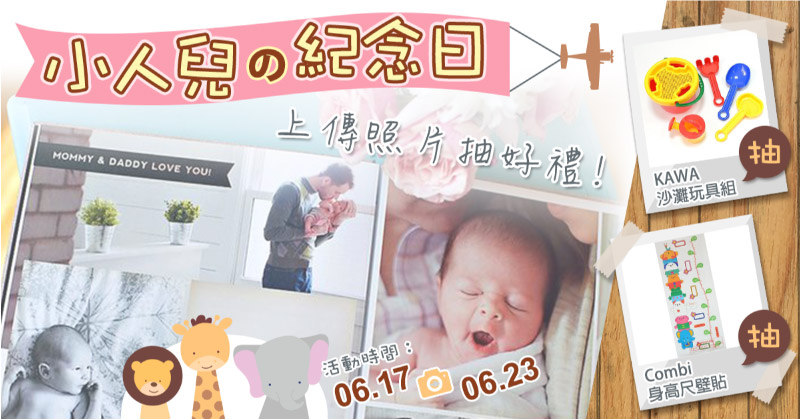 小人兒の紀念日
上傳照片抽好禮!
MOMMY & DADDY LOVE YOU!
活動時間：
06.17 06.23
抽
KAWA
沙灘玩具組
抽
Combi
身高尺壁貼